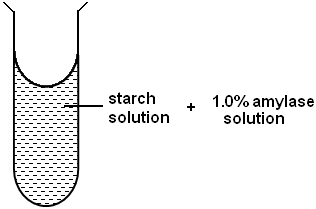 starch
solution
+
1.0% amylase
solution